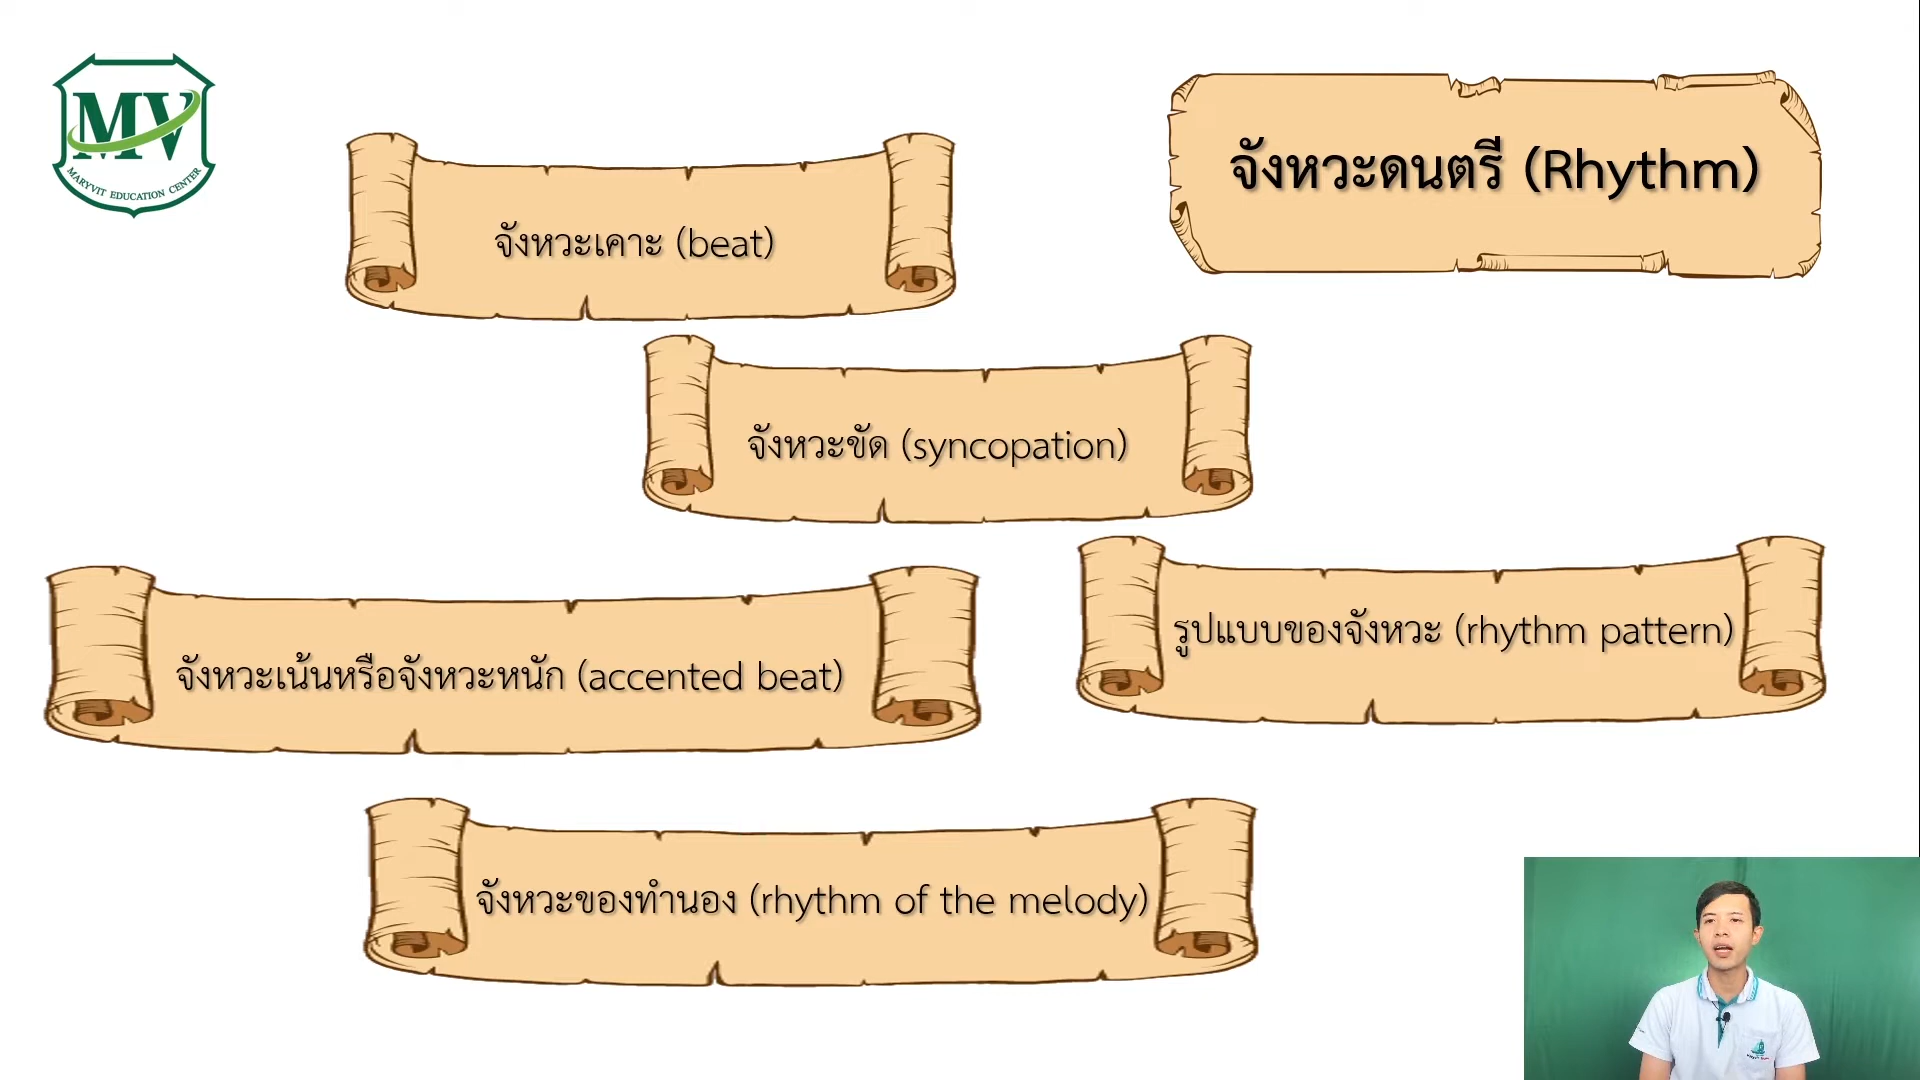 MV
MARYVIT EDUCATION CENTER
จังหวะดนตรี (Rhythm)
จังหวะเคาะ (beat)
จังหวะขัด (syncopation)
รูปแบบของจังหวะ (rhythm pattern)
จังหวะเน้นหรือจังหวะหนัก (accented beat)
จังหวะของทำนอง (rhythm of the melody)